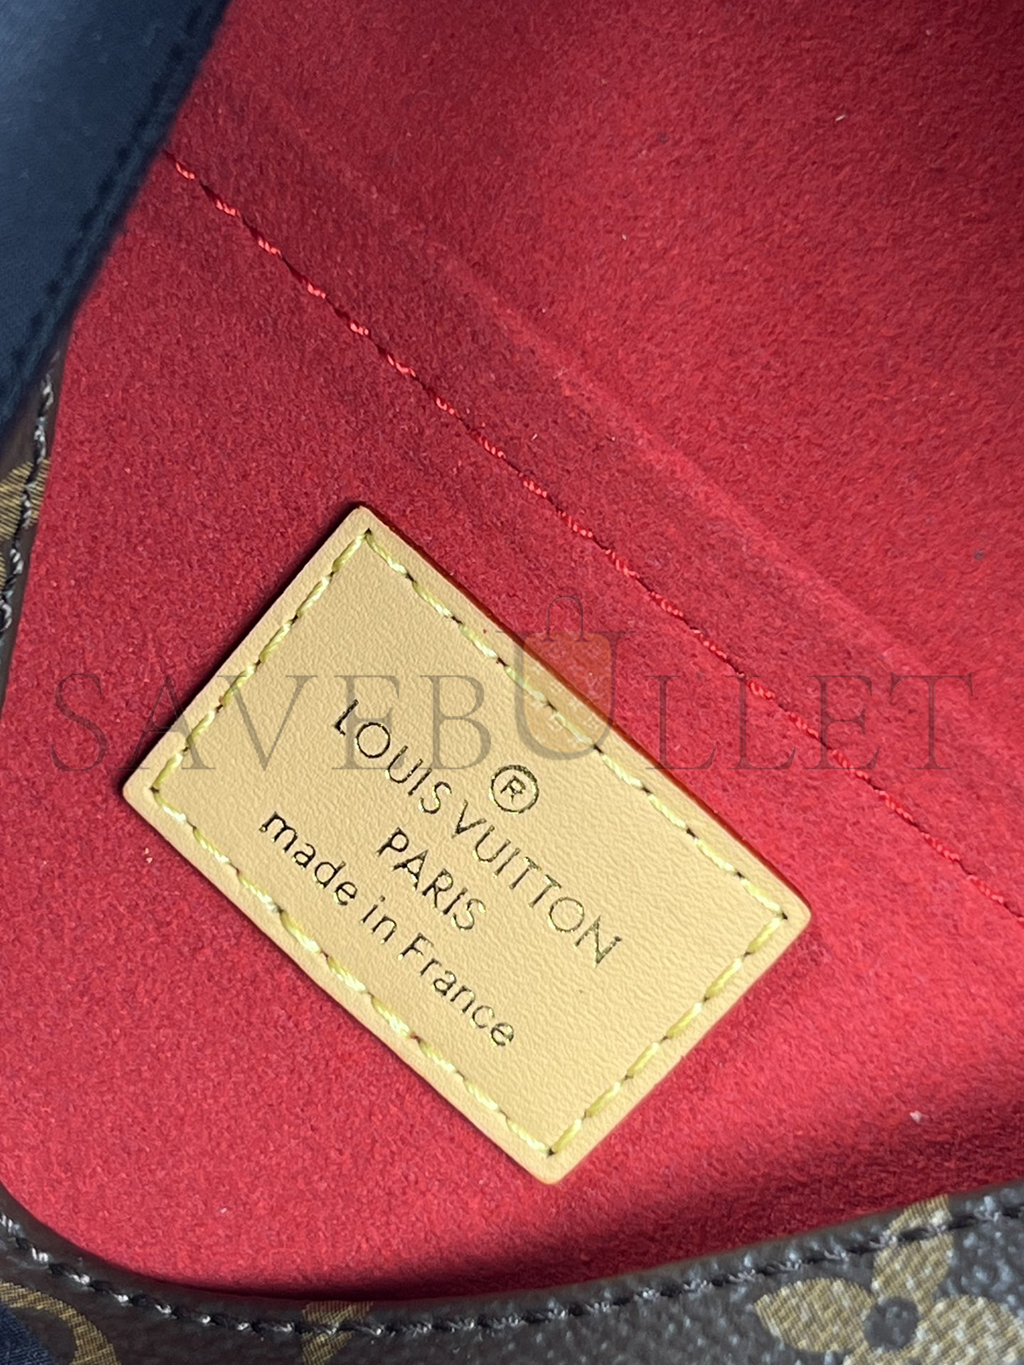 SAVEBULLET
®
LOUIS VUITTON
PARIS
made in France